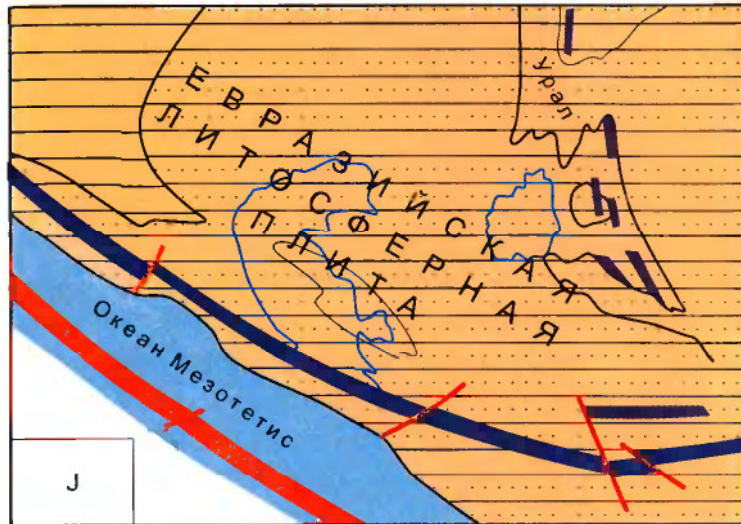 ЕВРАЗИЙСКАЯ
ЛИТОСФЕРНАЯ
ПЛИТА
Урал
Океан Мезотетис
J